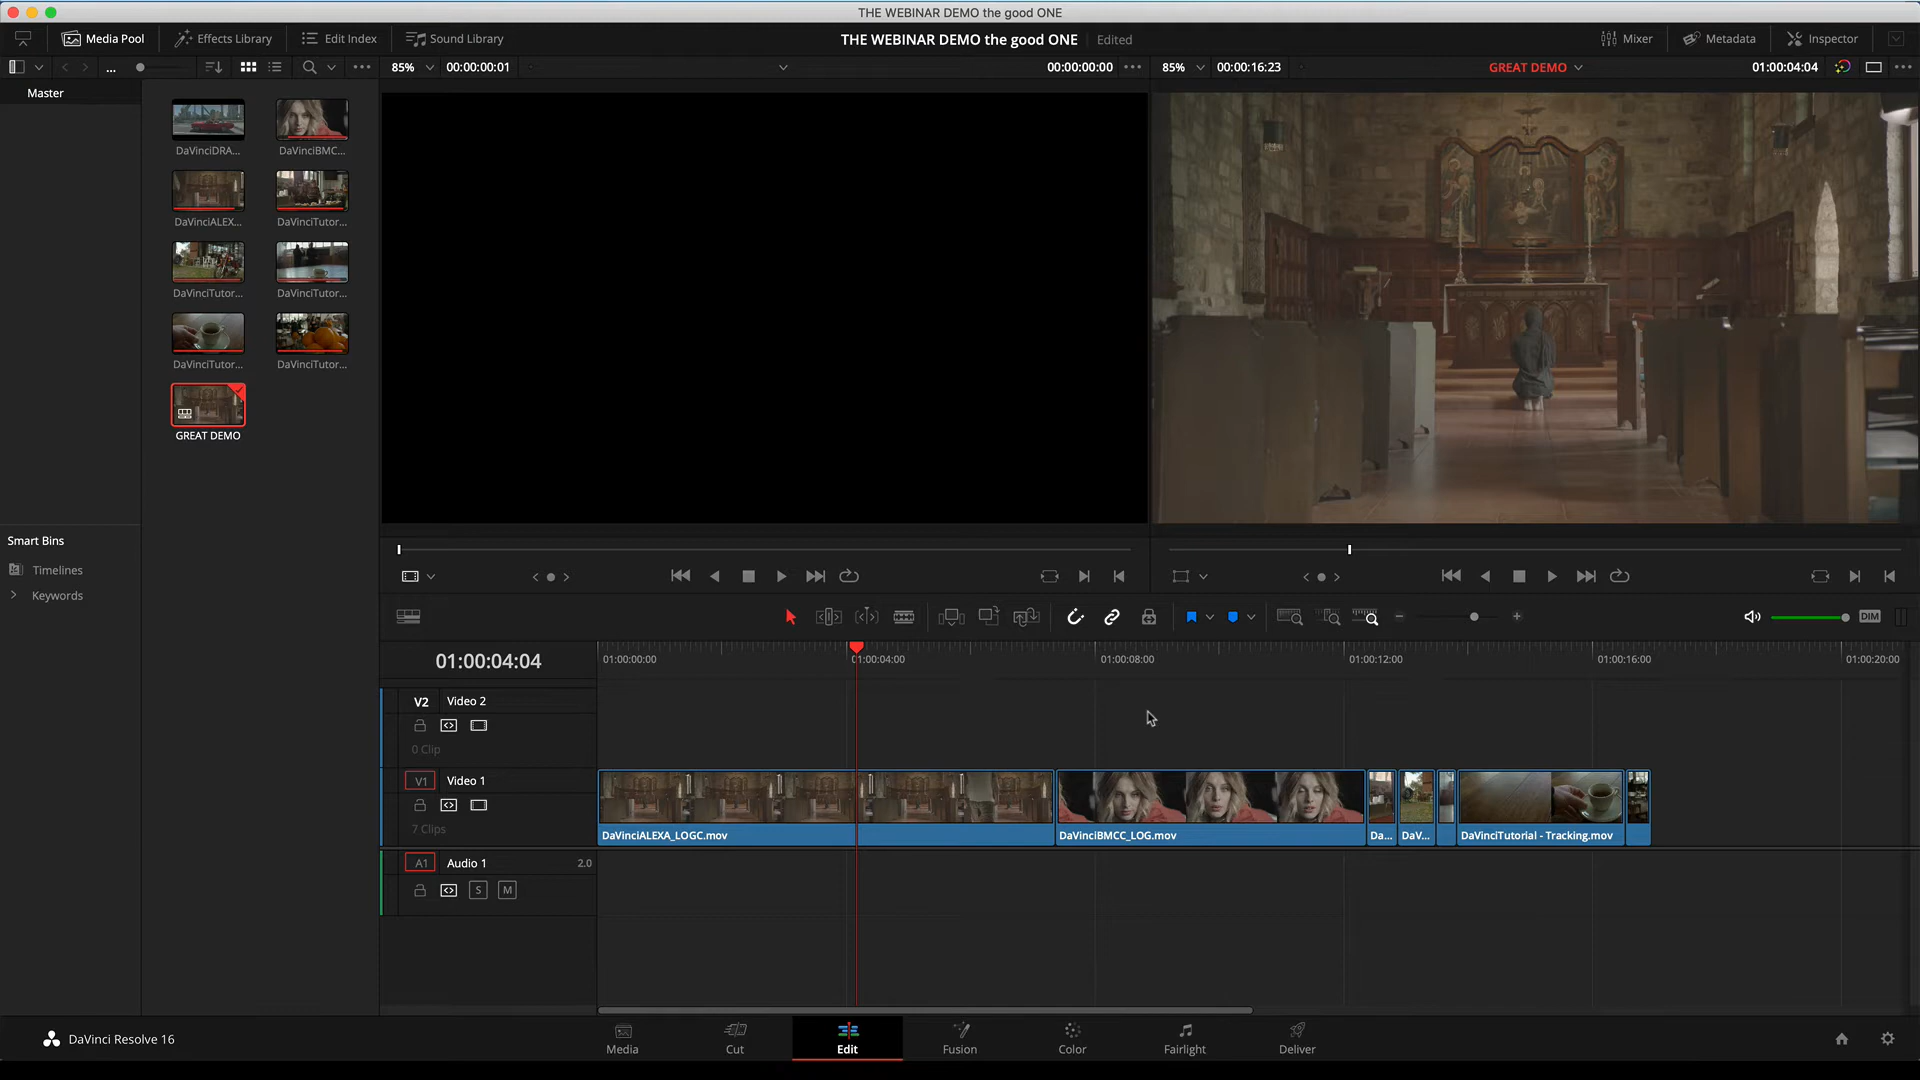 THE WEBINAR DEMO the good ONE
Media Pool
Effects Library
Edit Index
Sound Library
THE WEBINAR DEMO the good ONE
Edited
Mixer
Metadata
Inspector
...
85%
00:00:00:01
00:00:00:00
85%
00:00:16:23
GREAT DEMO
01:00:04:04
Master
DaVinciDRA...
DaVinciBMC...
DaVinciALEX...
DaVinciTutor...
DaVinciTutor...
DaVinciTutor...
DaVinciTutor...
DaVinciTutor...
GREAT DEMO
Smart Bins
Timelines
Keywords
DIM
01:00:04:04
01:00:00:00
01:00:04:00
01:00:08:00
01:00:12:00
01:00:16:00
01:00:20:00
V2
Video 2
0 Clip
V1
Video 1
7 Clips
DaVinciALEXA_LOGC.mov
DaVinciBMCC_LOG.mov
Da...
DaV...
DaVinciTutorial - Tracking.mov
A1
Audio 1
2.0
S
M
DaVinci Resolve 16
Media
Cut
Edit
Fusion
Color
Fairlight
Deliver